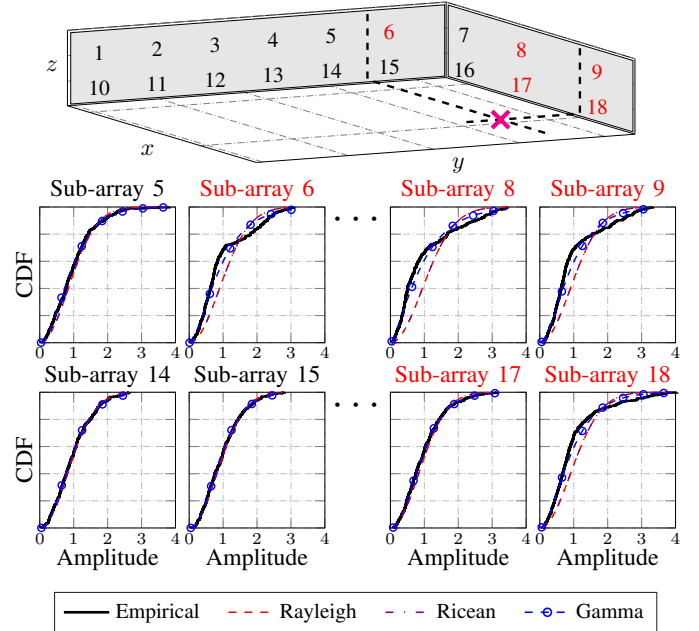 z
1 2 3 4 5 6 7 8 9
10 11 12 13 14 15 16 17 18
x
y
Sub-array 5
Sub-array 6
Sub-array 8
Sub-array 9
CDF
0 1 2 3 4
0 1 2 3 4
0 1 2 3 4
0 1 2 3 4
· · ·
Sub-array 14
Sub-array 15
Sub-array 17
Sub-array 18
CDF
0 1 2 3 4
0 1 2 3 4
0 1 2 3 4
0 1 2 3 4
· · ·
Amplitude
Amplitude
Amplitude
Amplitude
Empirical Rayleigh Ricean Gamma